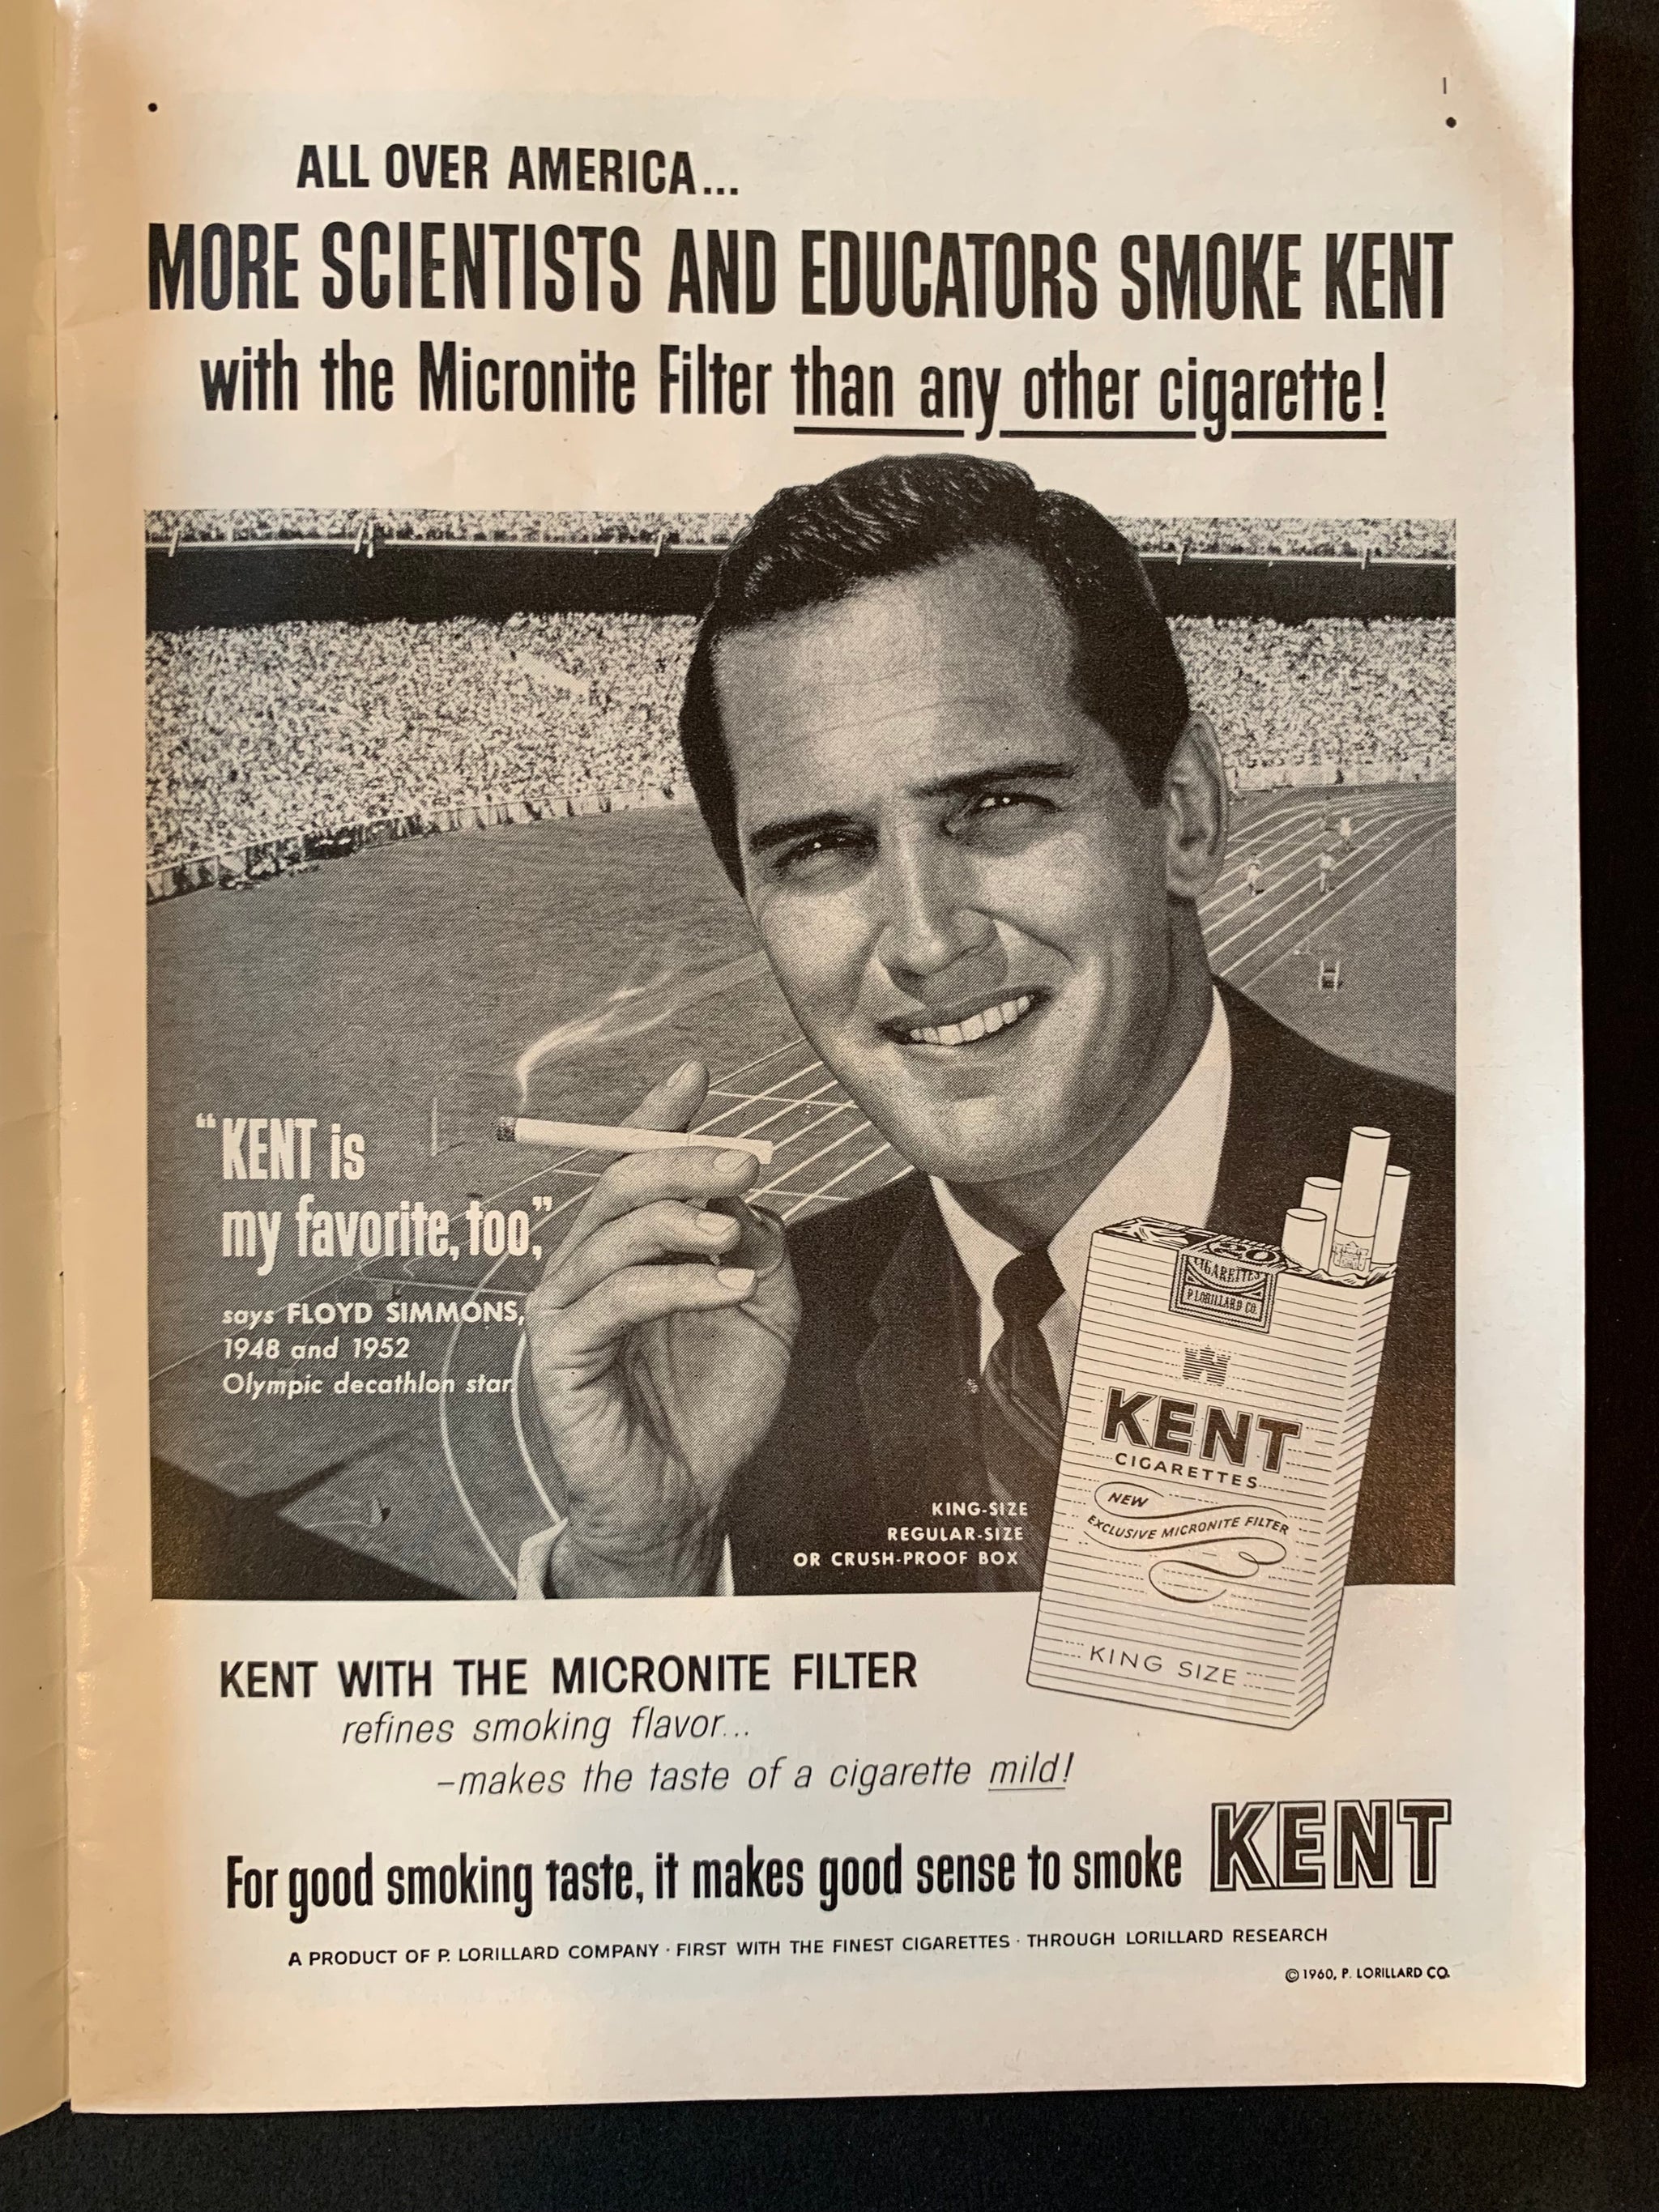 ALL OVER AMERICA...
MORE SCIENTISTS AND EDUCATORS SMOKE KENT
with the Micronite Filter than any other cigarette!
"KENT is
my favorite, too,"
says FLOYD SIMMONS,
1948 and 1952
Olympic decathlon star
KING-SIZE
REGULAR-SIZE
OR CRUSH-PROOF BOX
20
CIGARETTES
P. LORILLARD CO.
KENT
CIGARETTES
NEW
EXCLUSIVE MICRONITE FILTER
KING SIZE
KENT WITH THE MICRONITE FILTER
refines smoking flavor...
–makes the taste of a cigarette mild!
For good smoking taste, it makes good sense to smoke KENT
A PRODUCT OF P. LORILLARD COMPANY · FIRST WITH THE FINEST CIGARETTES · THROUGH LORILLARD RESEARCH
© 1960, P. LORILLARD CO.